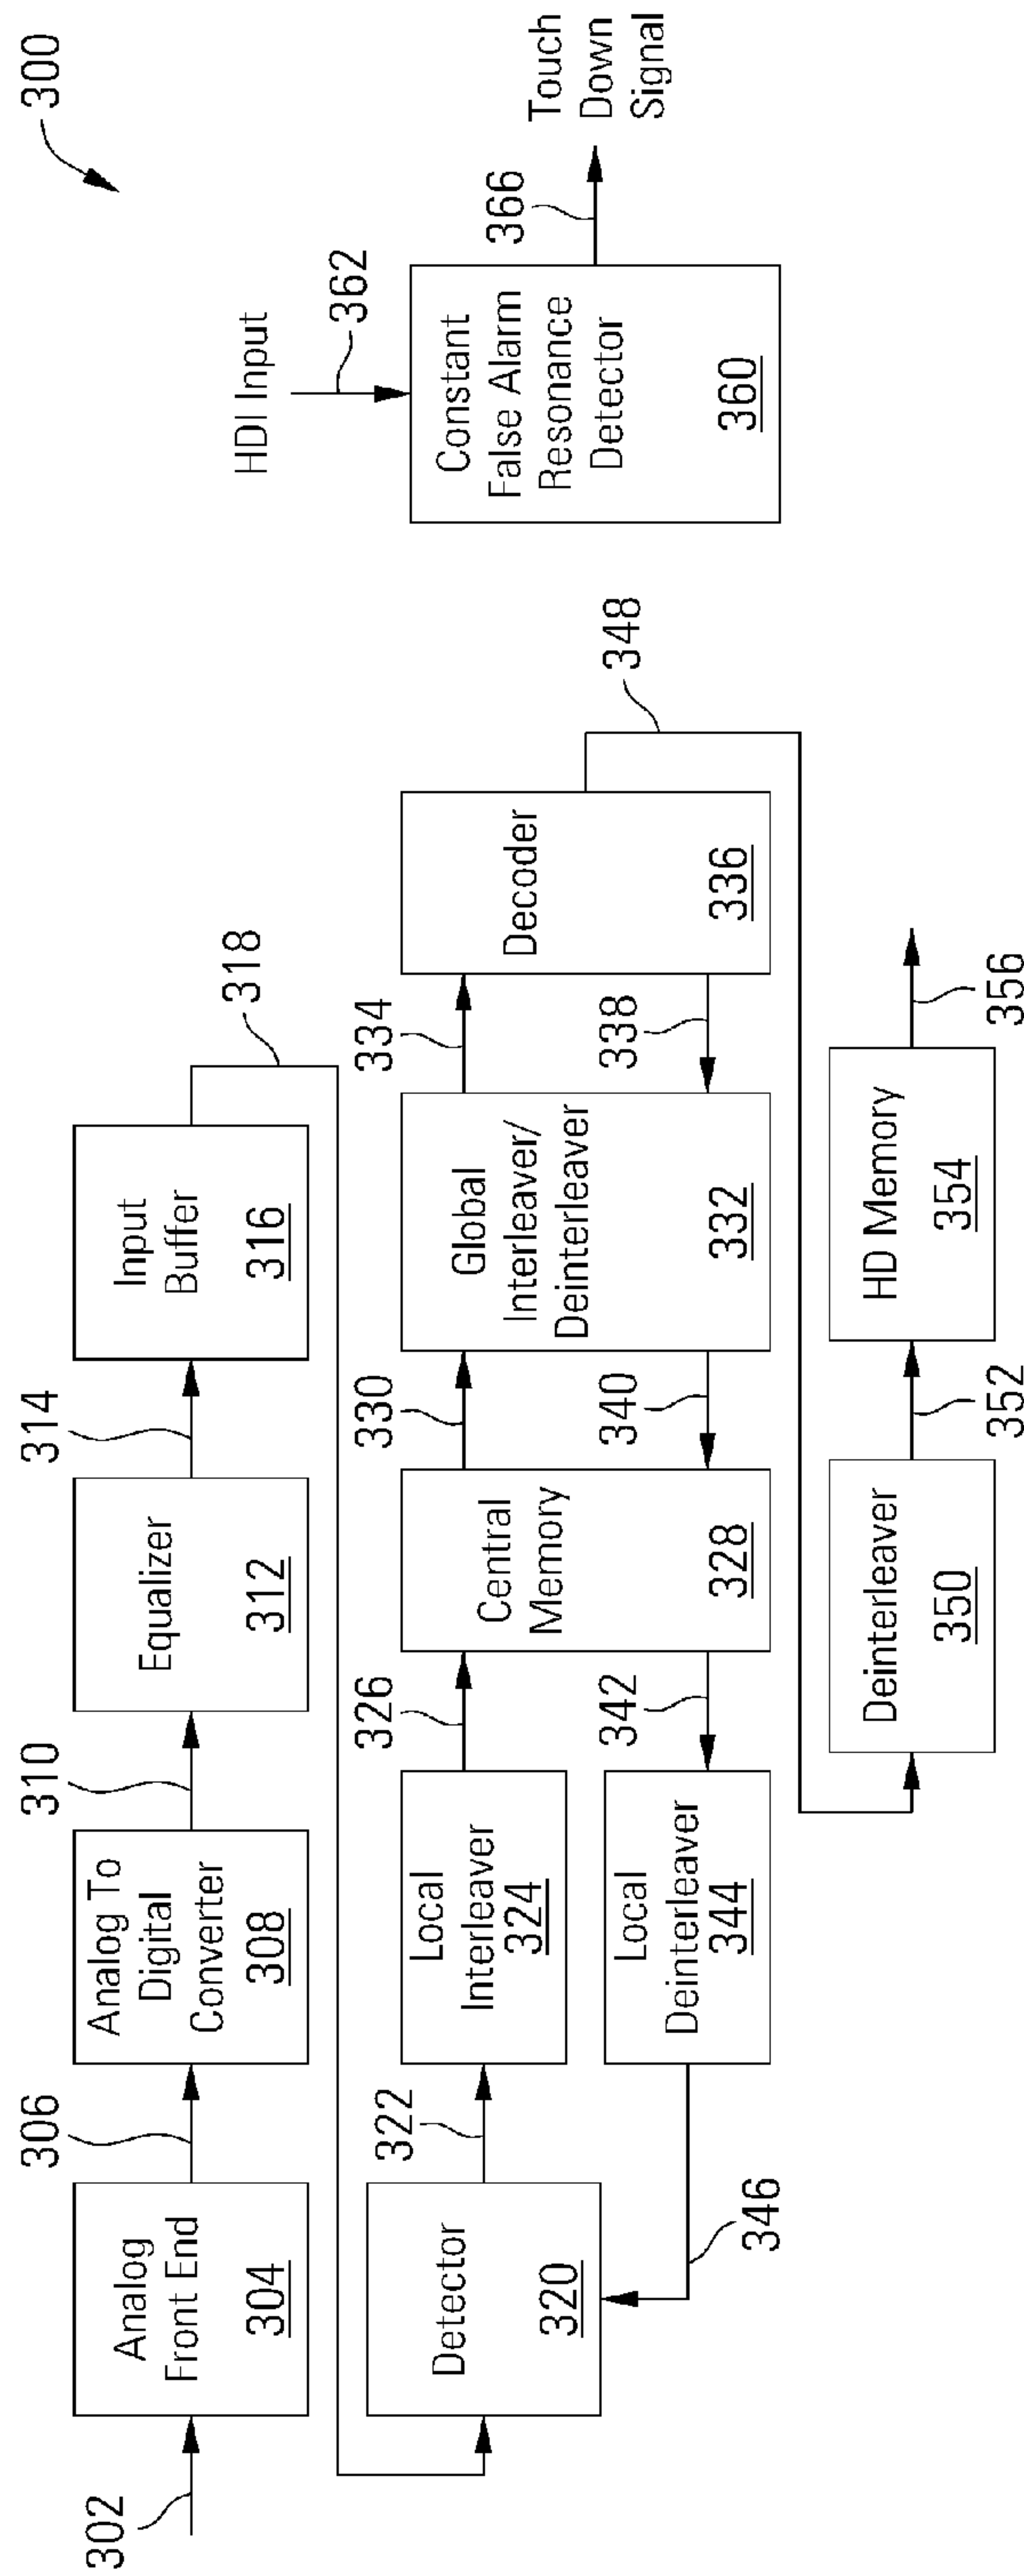 300
302
Analog
Front End
304
306
Analog To
Digital
Converter
308
310
Equalizer
312
314
Input
Buffer
316
318
Detector
320
322
Local
Interleaver
324
326
Central
Memory
328
330
Global
Interleaver/
Deinterleaver
332
334
Decoder
336
338
340
342
Local
Deinterleaver
344
346
348
Deinterleaver
350
352
HD Memory
354
356
HDI Input
362
Constant
False Alarm
Resonance
Detector
360
366
Touch
Down
Signal